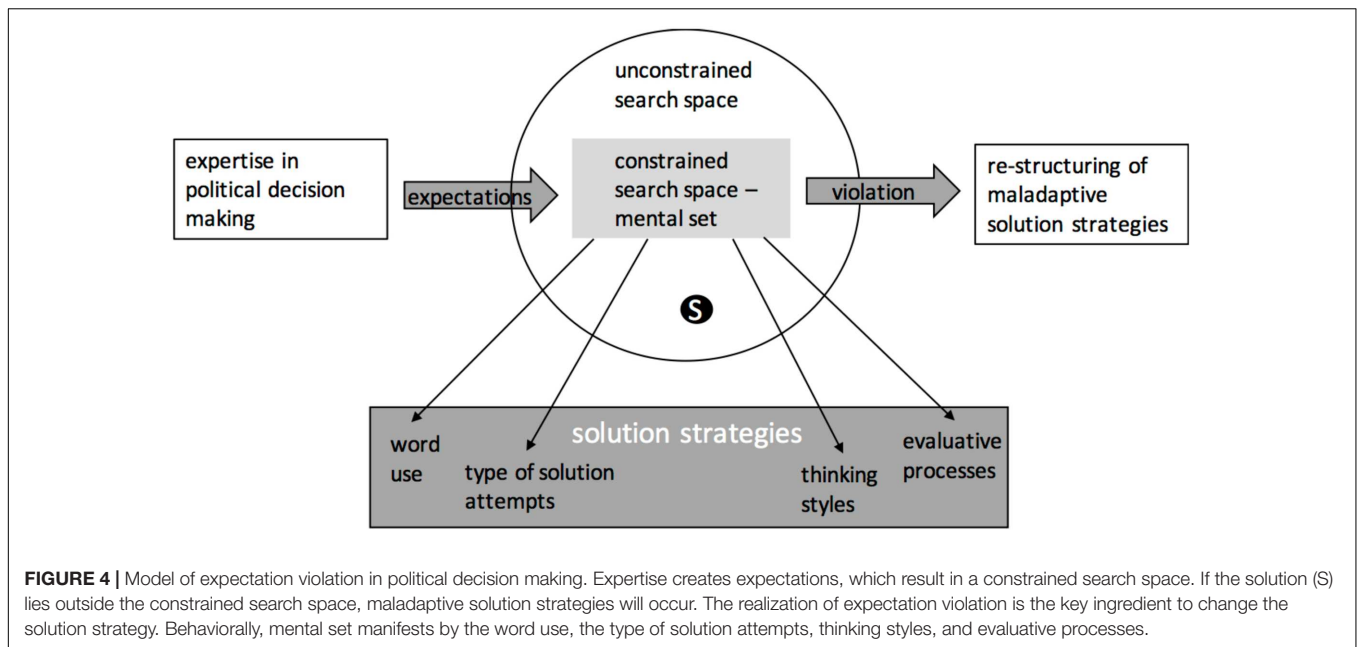 unconstrained
search space
expertise in
political decision
making
expectations
constrained
search space –
mental set
violation
re-structuring of
maladaptive
solution strategies
S
solution strategies
word
use
type of solution
attempts
thinking
styles
evaluative
processes
FIGURE 4 | Model of expectation violation in political decision making. Expertise creates expectations, which result in a constrained search space. If the solution (S)
lies outside the constrained search space, maladaptive solution strategies will occur. The realization of expectation violation is the key ingredient to change the
solution strategy. Behaviorally, mental set manifests by the word use, the type of solution attempts, thinking styles, and evaluative processes.